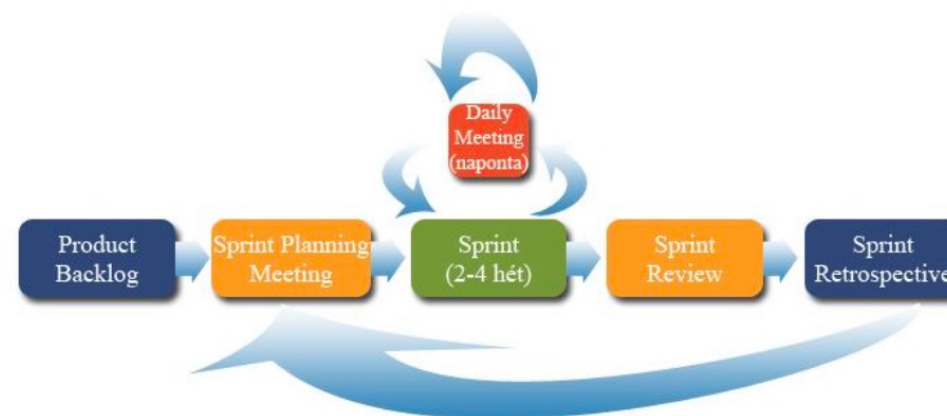 Daily
Meeting
(naponta)
Product
Backlog
Sprint Planning
Meeting
Sprint
(2-4 hét)
Sprint
Review
Sprint
Retrospective